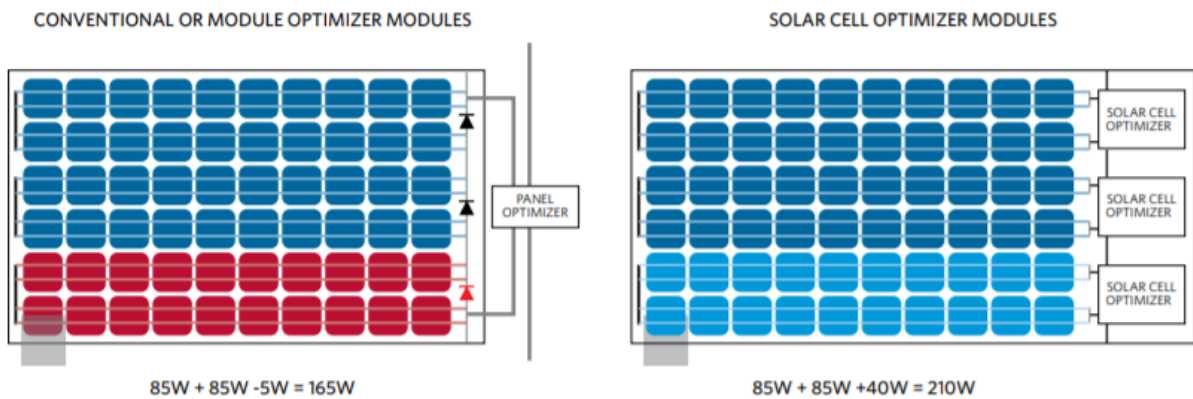 CONVENTIONAL OR MODULE OPTIMIZER MODULES
PANEL
OPTIMIZER
85W + 85W -5W = 165W
SOLAR CELL OPTIMIZER MODULES
SOLAR CELL
OPTIMIZER
SOLAR CELL
OPTIMIZER
SOLAR CELL
OPTIMIZER
85W + 85W +40W = 210W